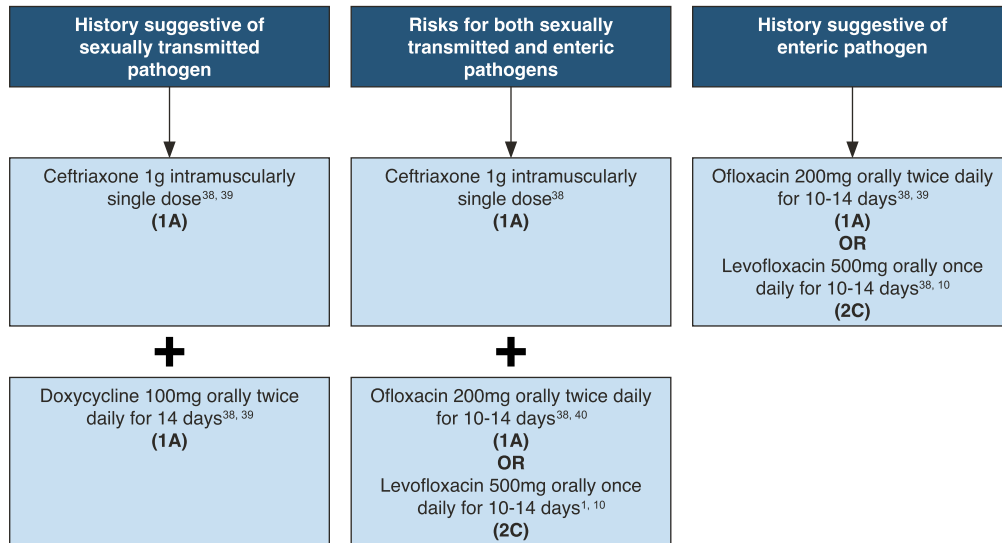 History suggestive of
sexually transmitted
pathogen
Ceftriaxone 1g intramuscularly
single dose38, 39
(1A)
+
Doxycycline 100mg orally twice
daily for 14 days38, 39
(1A)
Risks for both sexually
transmitted and enteric
pathogens
Ceftriaxone 1g intramuscularly
single dose38
(1A)
+
Ofloxacin 200mg orally twice daily
for 10-14 days38, 40
(1A)
OR
Levofloxacin 500mg orally once
daily for 10-14 days1, 10
(2C)
History suggestive of
enteric pathogen
Ofloxacin 200mg orally twice daily
for 10-14 days38, 39
(1A)
OR
Levofloxacin 500mg orally once
daily for 10-14 days38, 10
(2C)